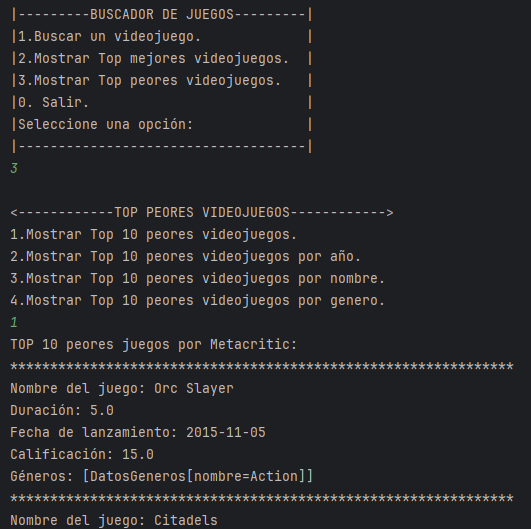 |---------BUSCADOR DE JUEGOS---------|
|1.Buscar un videojuego.             |
|2.Mostrar Top mejores videojuegos.  |
|3.Mostrar Top peores videojuegos.   |
|0. Salir.                           |
|Seleccione una opción:              |
|------------------------------------|
3
<------------TOP PEORES VIDEOJUEGOS------------>
1.Mostrar Top 10 peores videojuegos.
2.Mostrar Top 10 peores videojuegos por año.
3.Mostrar Top 10 peores videojuegos por nombre.
4.Mostrar Top 10 peores videojuegos por genero.
1
TOP 10 peores juegos por Metacritic:
***************************************************************
Nombre del juego: Orc Slayer
Duración: 5.0
Fecha de lanzamiento: 2015-11-05
Calificación: 15.0
Géneros: [DatosGeneros[nombre=Action]]
***************************************************************
Nombre del juego: Citadels